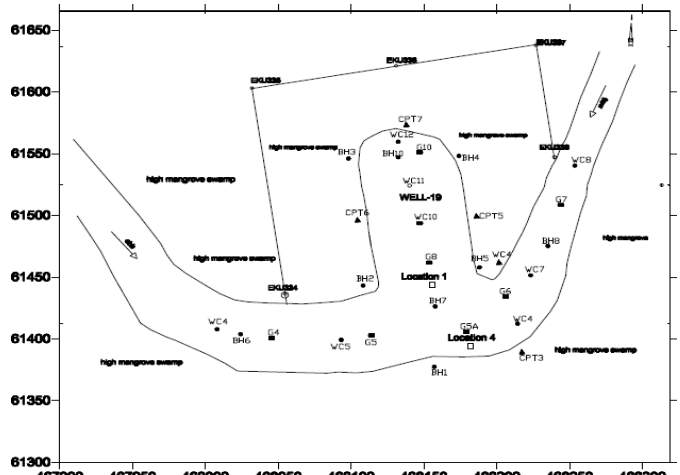 61650
61600
61550
61500
61450
61400
61350
61300
EKU337
EKU336
EKU335
CPT7
WC12
high mangrove swamp
high mangrove swamp
G10
BH3
BH10
BH4
EKU338
WC8
high mangrove swamp
WC11
WELL-19
G7
CPT6
WC10
CPT5
high mangrove
BH8
high mangrove swamp
G8
WC4
BH5
Location 1
WC7
BH2
EKU334
G6
BH7
WC4
G5A
WC4
BH6
G4
WC5
G5
Location 4
CPT3
high mangrove swamp
high mangrove swamp
BH1